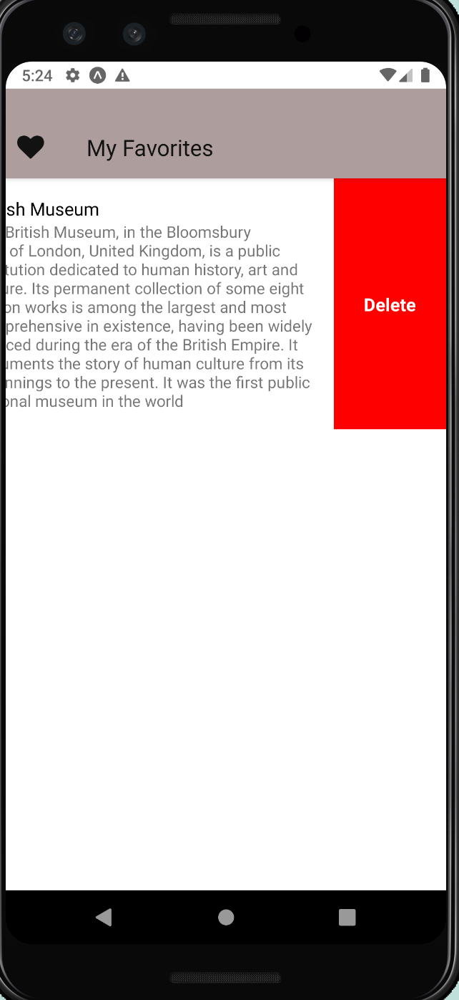 5:24
My Favorites
sh Museum
British Museum, in the Bloomsbury
of London, United Kingdom, is a public
tution dedicated to human history, art and
ure. Its permanent collection of some eight
on works is among the largest and most
prehensive in existence, having been widely
ced during the era of the British Empire. It
uments the story of human culture from its
nnings to the present. It was the first public
onal museum in the world
Delete